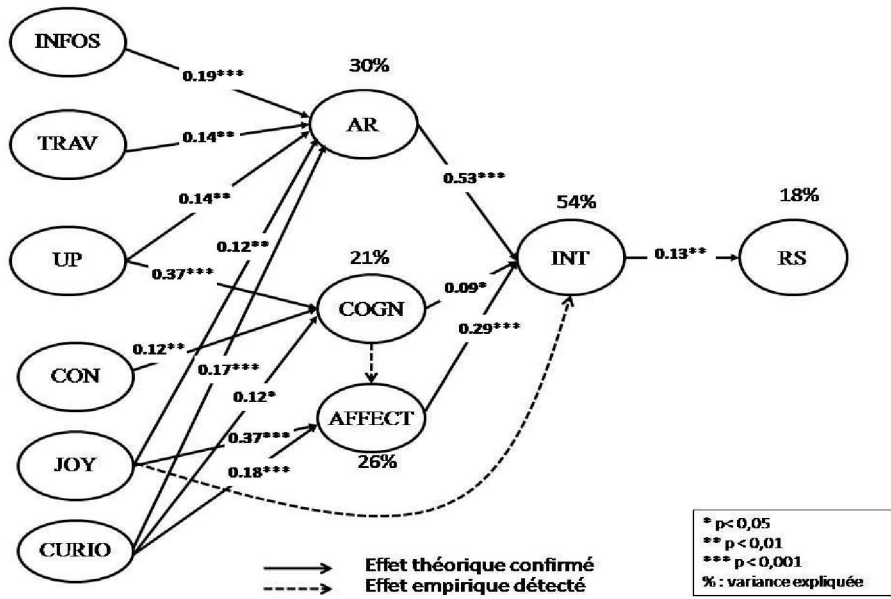 INFOS
0.19***
30%
TRAV
0.14**
AR
0.14**
0.53***
UP
0.12**
54%
18%
0.37***
21%
INT
0.13**
RS
COGN
0.09*
CON
0.12**
0.17***
0.29***
0.12*
AFFECT
JOY
0.37***
26%
0.18***
CURIO
Effet théorique confirmé
Effet empirique détecté
* p< 0,05
** p < 0,01
*** p < 0,001
% : variance expliquée